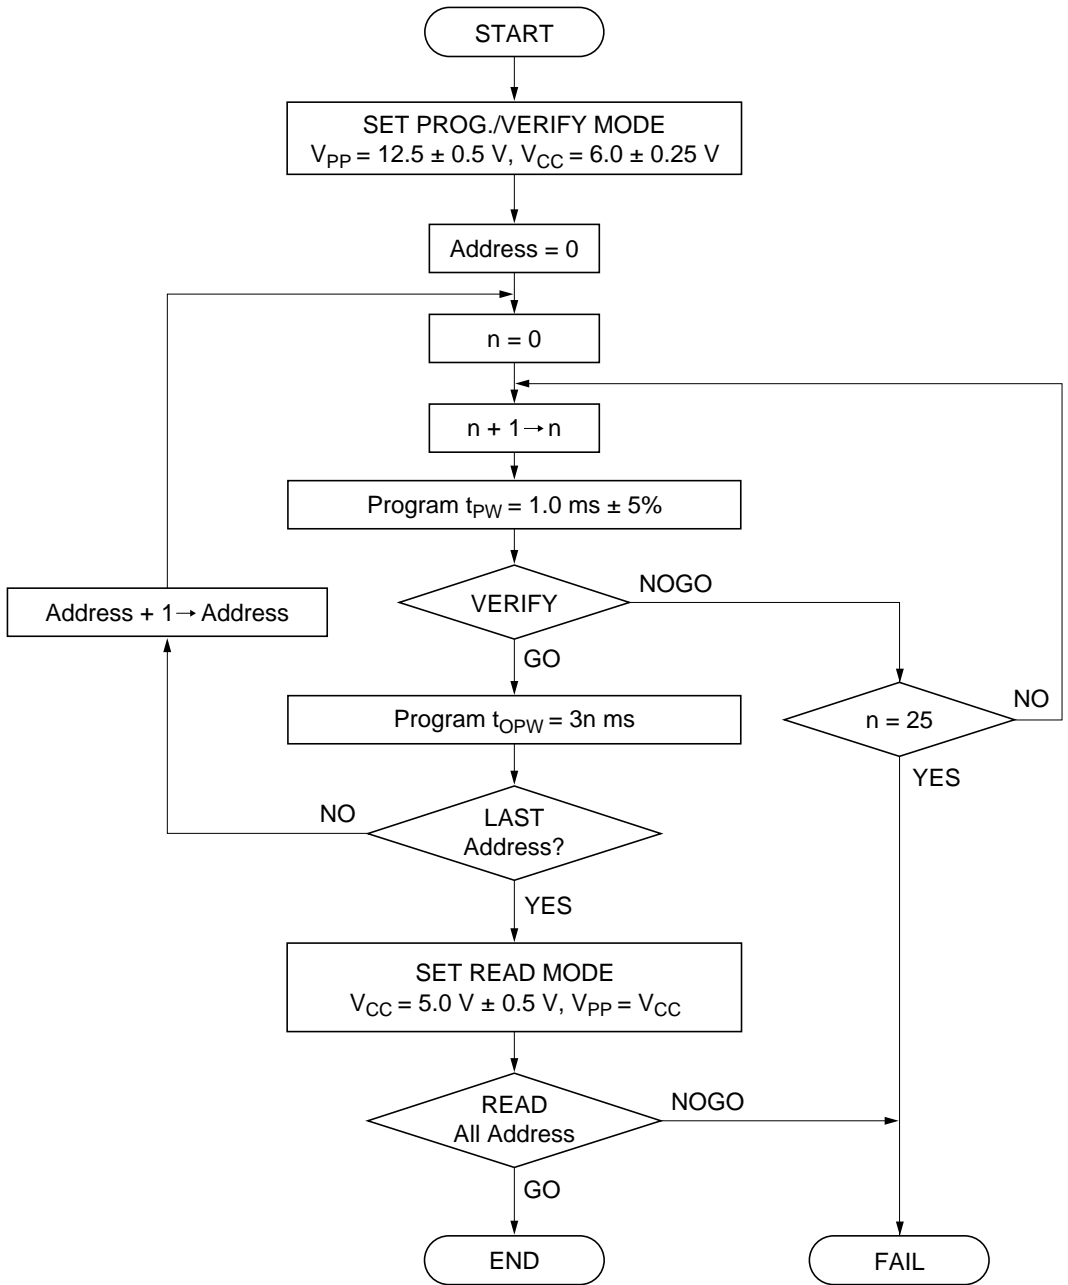 START
SET PROG./VERIFY MODE
VPP = 12.5 ± 0.5 V, VCC = 6.0 ± 0.25 V
Address = 0
n = 0
n + 1→n
Program tPW = 1.0 ms ± 5%
Address + 1→ Address
VERIFY
NOGO
GO
Program tOPW = 3n ms
n = 25
NO
YES
NO
LAST
Address?
YES
SET READ MODE
VCC = 5.0 V ± 0.5 V, VPP = VCC
READ
All Address
NOGO
GO
END
FAIL